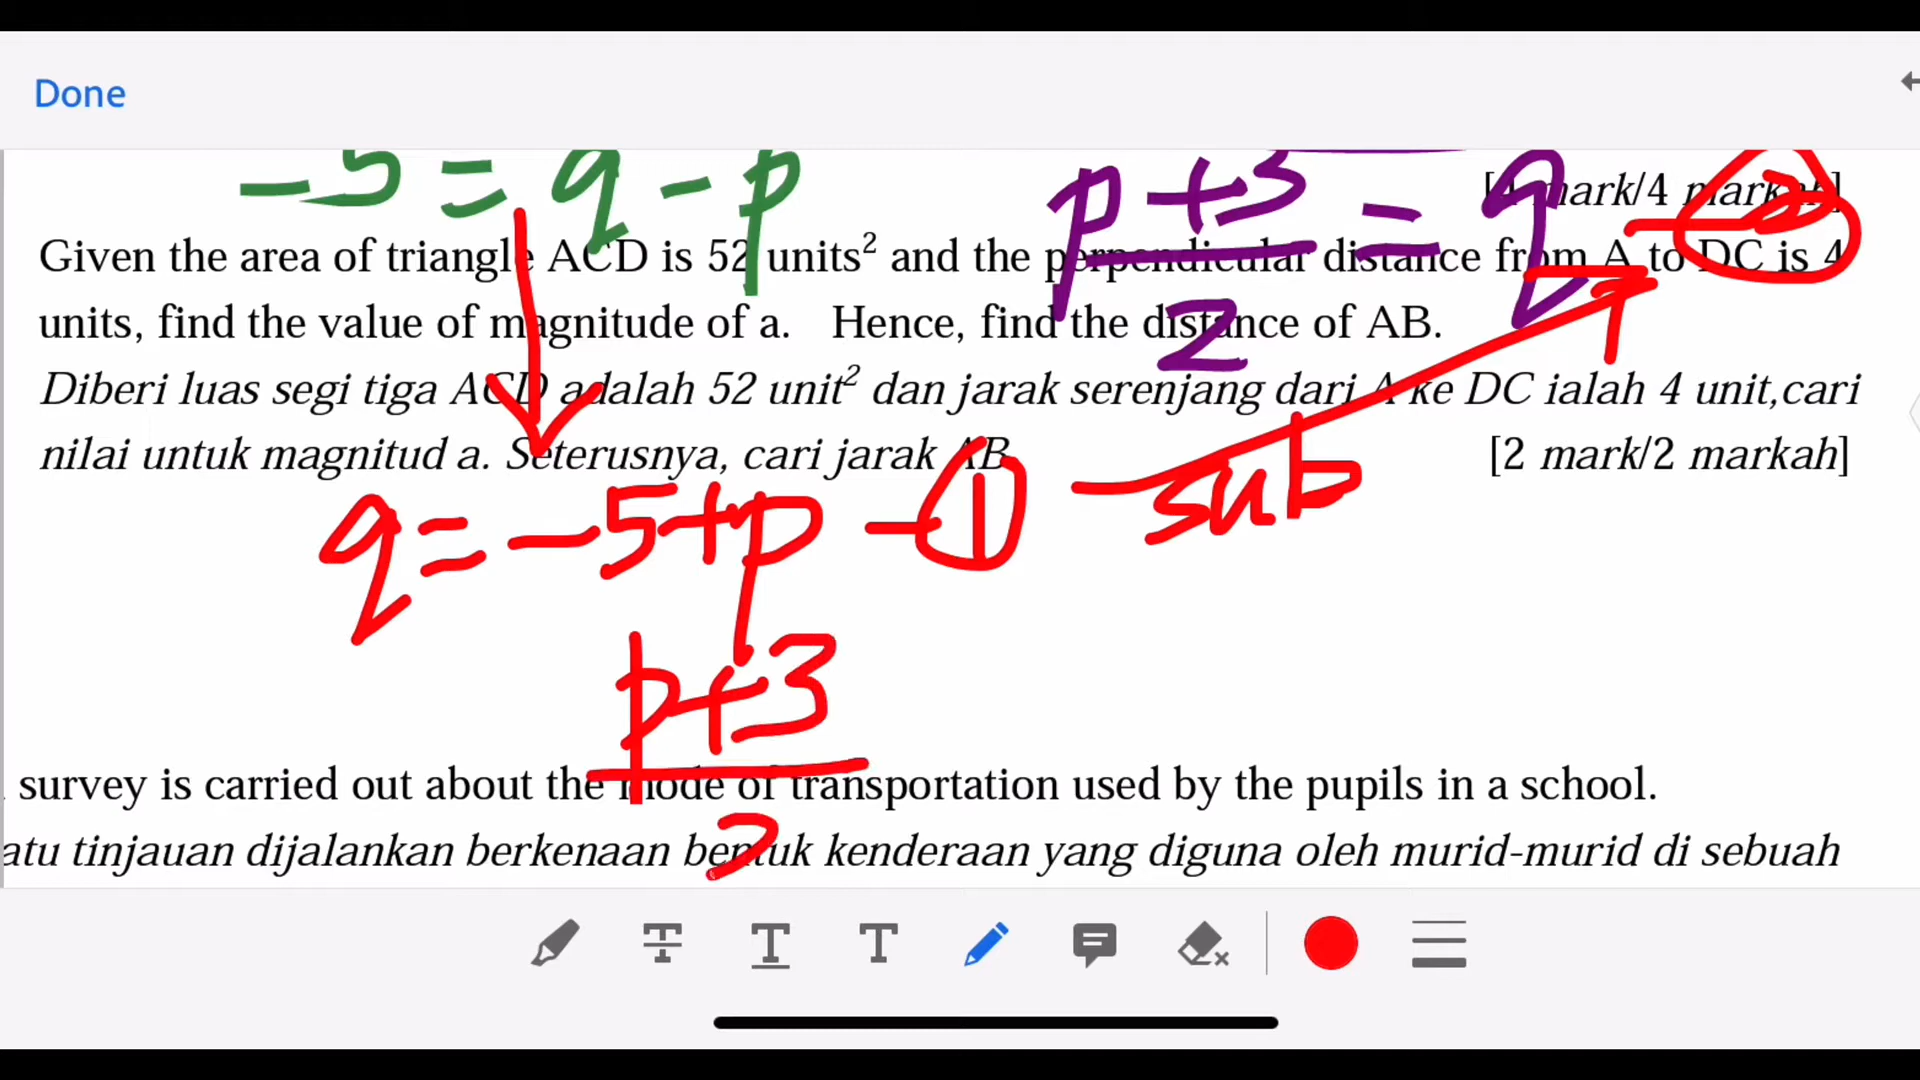 Done
-5 = q - p
p+3 = q - ②
2
[4 mark/4 markah]
Given the area of triangle ACD is 52 units² and the perpendicular distance from A to DC is 4
units, find the value of magnitude of a. Hence, find the distance of AB.
Diberi luas segi tiga ACD adalah 52 unit² dan jarak serenjang dari A ke DC ialah 4 unit,cari
nilai untuk magnitud a. Seterusnya, cari jarak AB
[2 mark/2 markah]
q = -5+p - ① sub
p+3
2
survey is carried out about the mode of transportation used by the pupils in a school.
atu tinjauan dijalankan berkenaan bentuk kenderaan yang diguna oleh murid-murid di sebuah